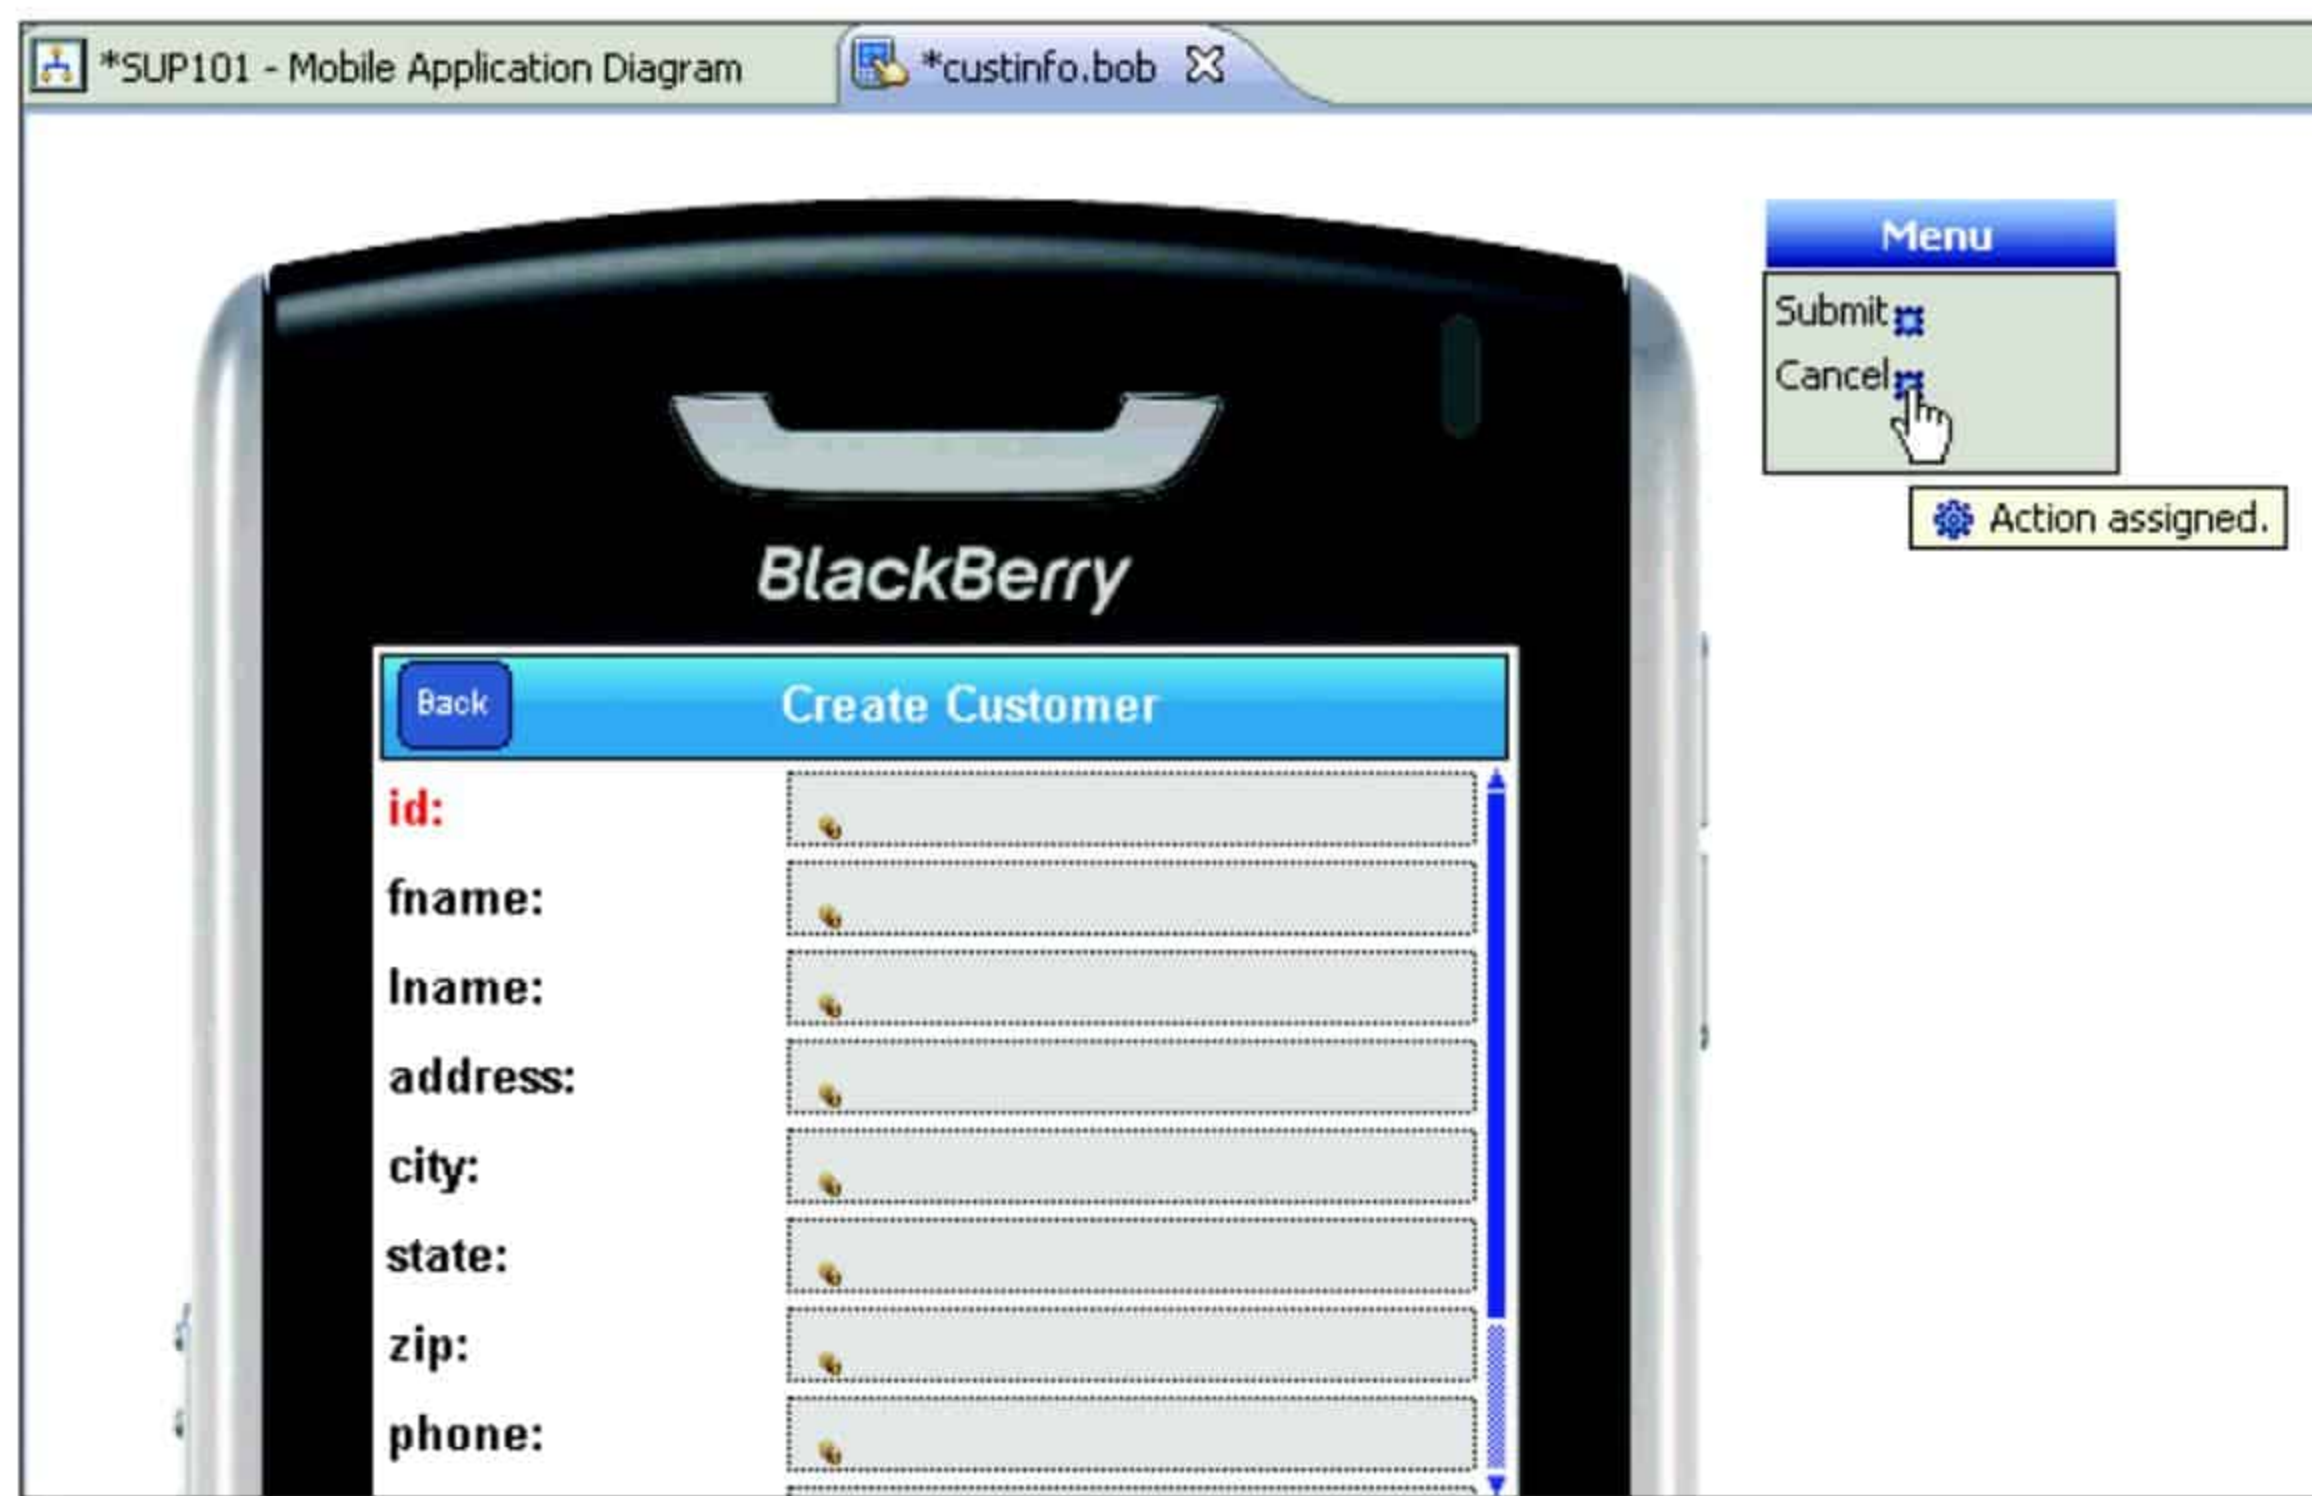 *SUP101 - Mobile Application Diagram
*custinfo.bob
Menu
Submit
Cancel
Action assigned.
BlackBerry
Back
Create Customer
id:
fname:
lname:
address:
city:
state:
zip:
phone: